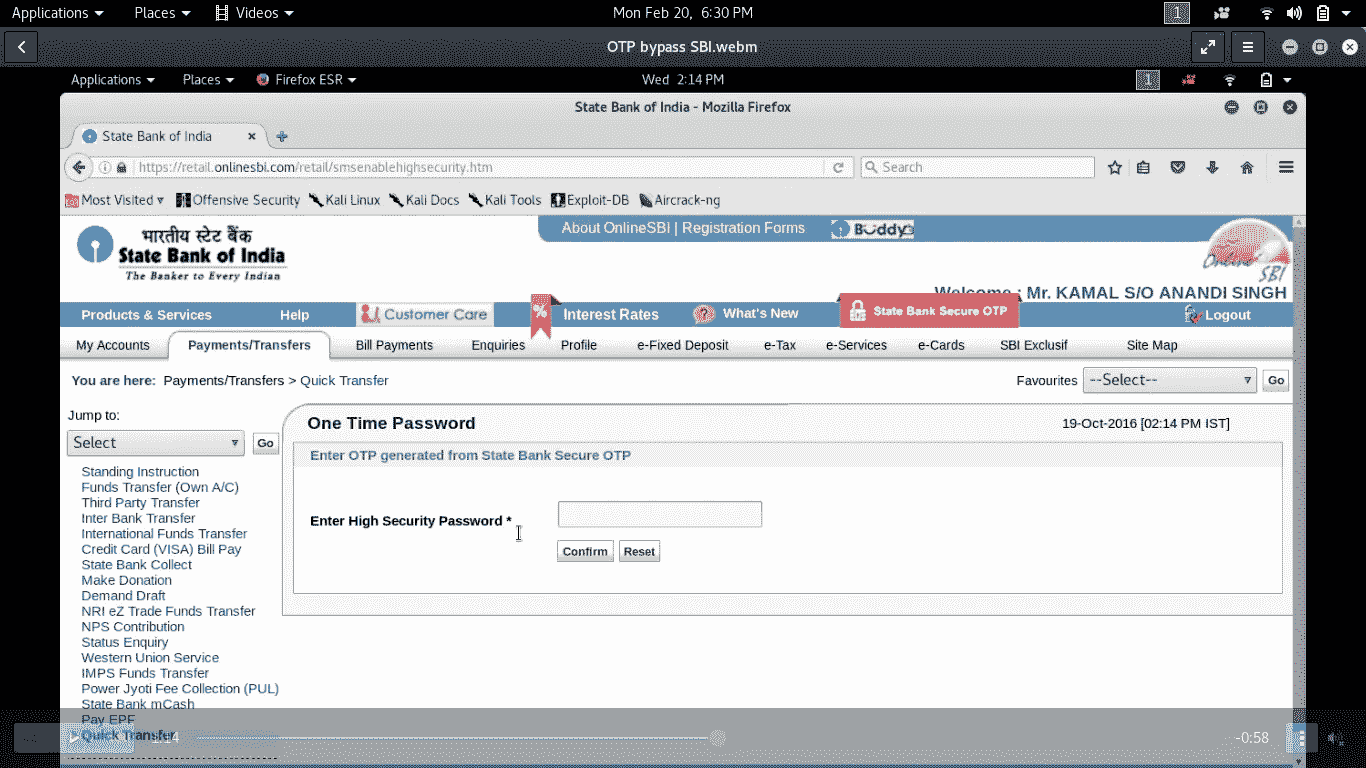 Applications Places Videos Mon Feb 20, 6:30 PM 1
OTP bypass SBI.webm
Applications Places Firefox ESR Wed 2:14 PM 1
State Bank of India - Mozilla Firefox
State Bank of India
https://retail.onlinesbi.com/retail/smsenablehighsecurity.htm Search
Most Visited Offensive Security Kali Linux Kali Docs Kali Tools Exploit-DB Aircrack-ng
About OnlineSBI | Registration Forms Buddy
भारतीय स्टेट बैंक
State Bank of India
The Banker to Every Indian
Online SBI
Welcome : Mr. KAMAL S/O ANANDI SINGH
Products & Services Help Customer Care % Interest Rates What's New State Bank Secure OTP Logout
My Accounts Payments/Transfers Bill Payments Enquiries Profile e-Fixed Deposit e-Tax e-Services e-Cards SBI Exclusif Site Map
You are here: Payments/Transfers > Quick Transfer Favourites --Select-- Go
Jump to:
Select Go
One Time Password 19-Oct-2016 [02:14 PM IST]
Enter OTP generated from State Bank Secure OTP
Enter High Security Password *
Confirm Reset
Standing Instruction
Funds Transfer (Own A/C)
Third Party Transfer
Inter Bank Transfer
International Funds Transfer
Credit Card (VISA) Bill Pay
State Bank Collect
Make Donation
Demand Draft
NRI eZ Trade Funds Transfer
NPS Contribution
Status Enquiry
Western Union Service
IMPS Funds Transfer
Power Jyoti Fee Collection (PUL)
State Bank mCash
Pay EPF
Quick Transfer
-0:58